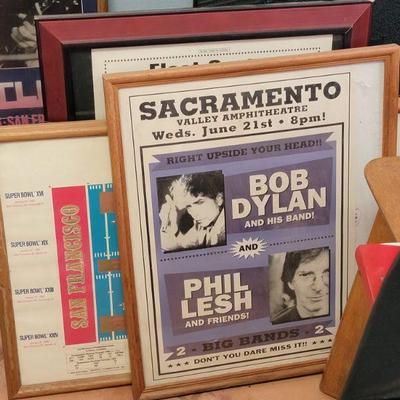 SACRAMENTO
VALLEY AMPHITHEATRE
Weds. June 21st • 8pm!
RIGHT UPSIDE YOUR HEAD!!
BOB
DYLAN
AND HIS BAND!
AND
PHIL
LESH
AND FRIENDS!
2 - BIG BANDS - 2
DON'T YOU DARE MISS IT!!
SUPER BOWL XVI
SUPER BOWL XIX
SUPER BOWL XXIII
SUPER BOWL XXIV
SAN FRANCISCO